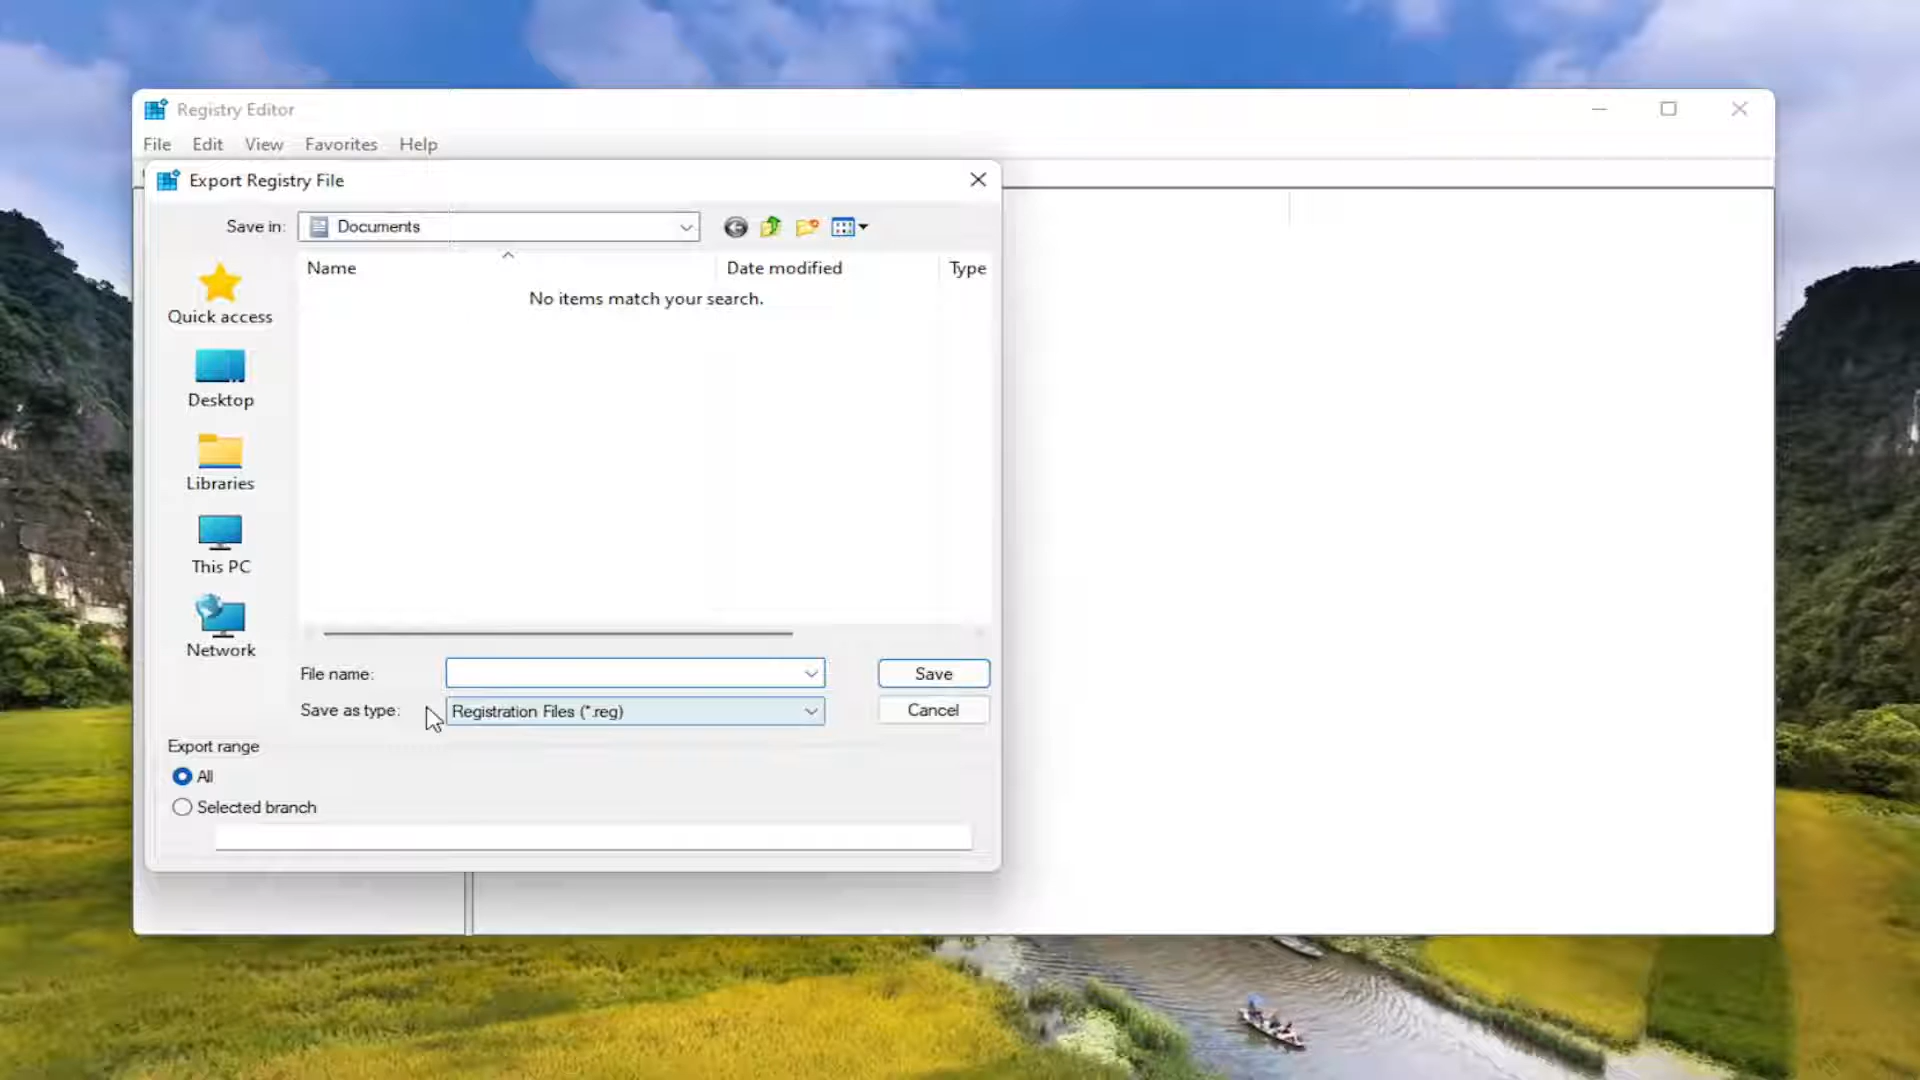 Registry Editor
File Edit View Favorites Help
Export Registry File
Save in: Documents
Name Date modified Type
No items match your search.
Quick access
Desktop
Libraries
This PC
Network
File name: Save
Save as type: Registration Files (*.reg) Cancel
Export range
All
Selected branch